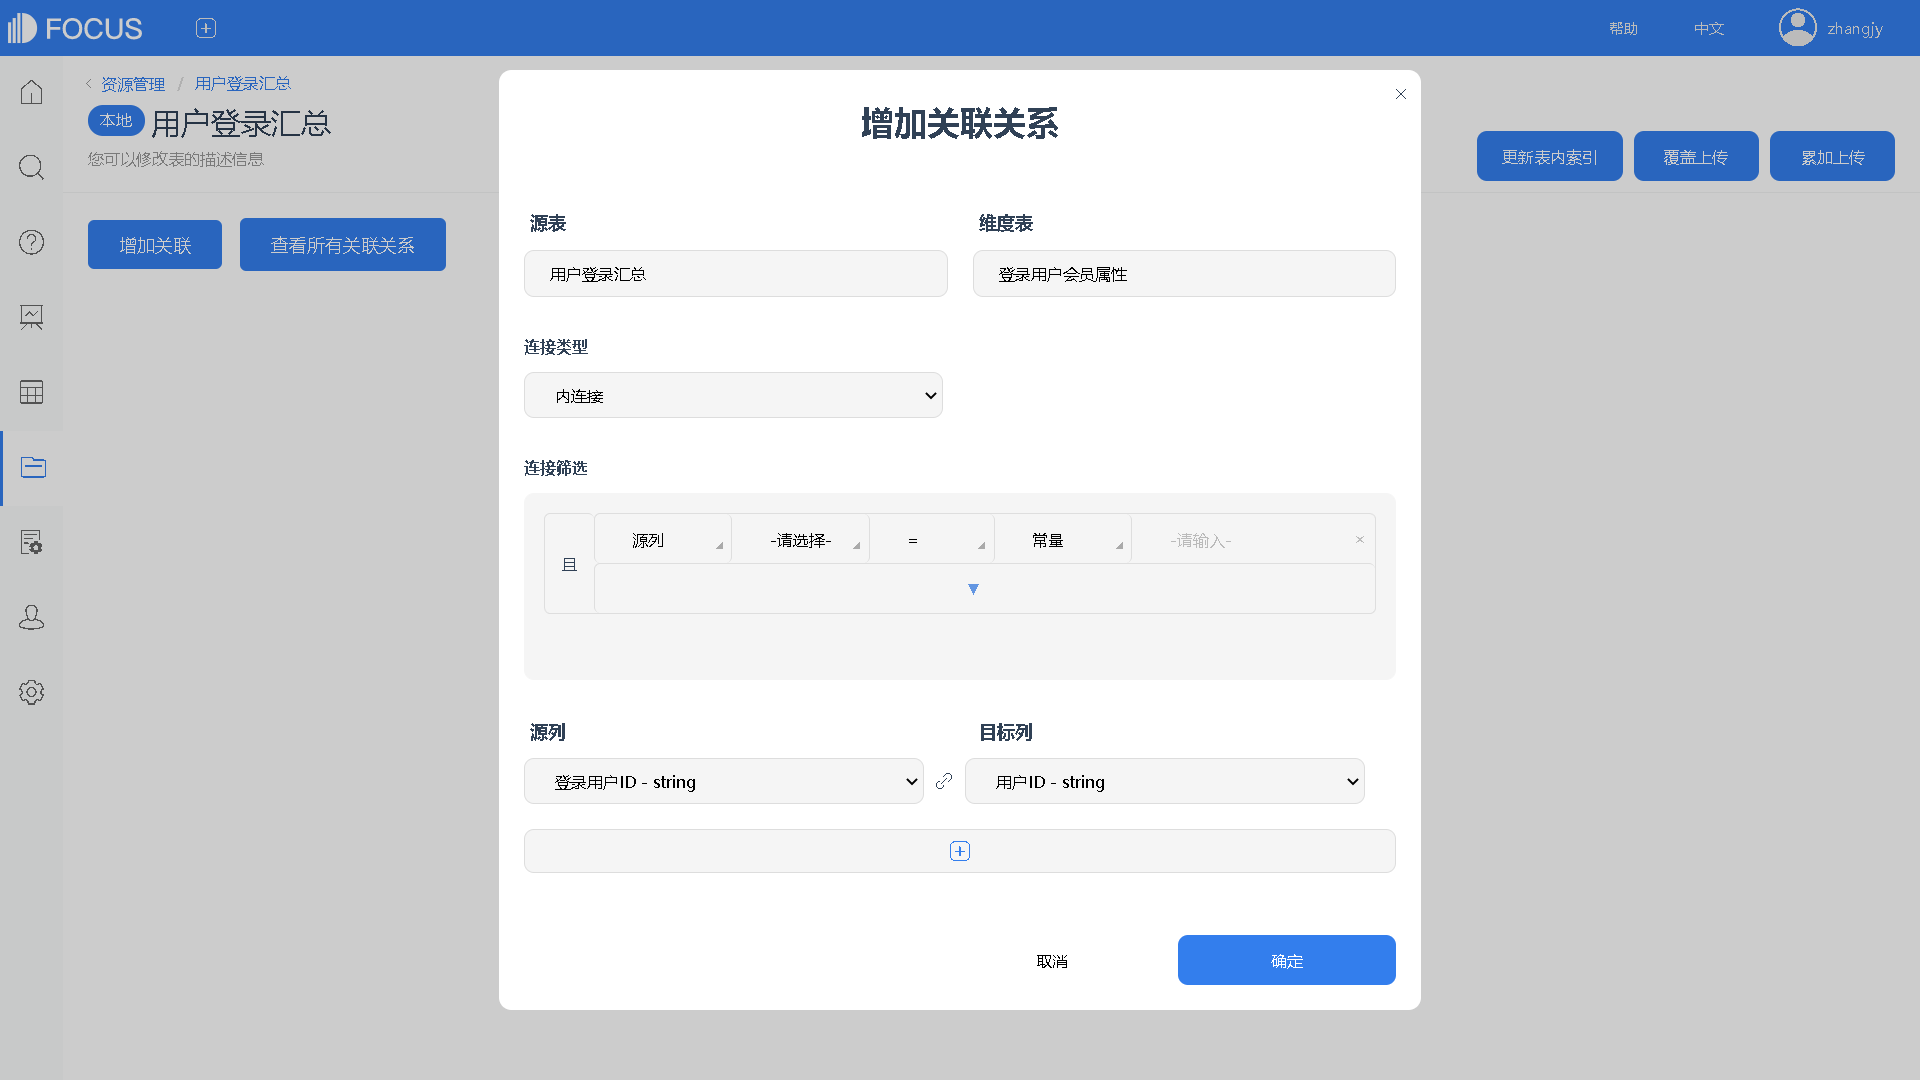 FOCUS
帮助
中文
zhangjy
资源管理 / 用户登录汇总
本地 用户登录汇总
您可以修改表的描述信息
更新表内索引
覆盖上传
累加上传
增加关联
查看所有关联关系
增加关联关系
源表
维度表
用户登录汇总
登录用户会员属性
连接类型
内连接
连接筛选
且
源列
-请选择-
=
常量
-请输入-
源列
目标列
登录用户ID - string
用户ID - string
取消
确定